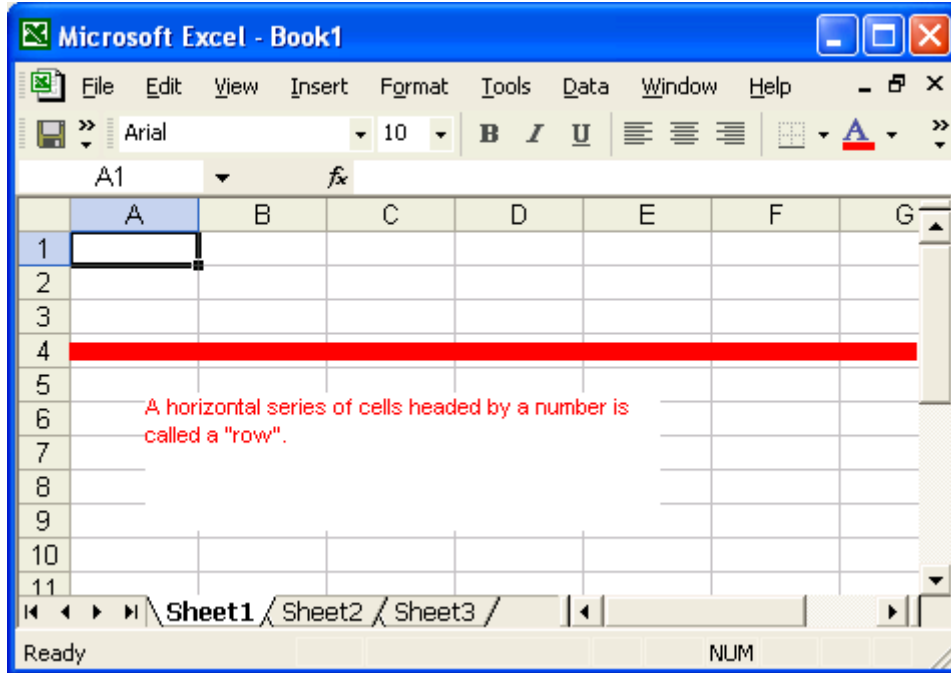 Microsoft Excel - Book1
File Edit View Insert Format Tools Data Window Help
Arial 10 B I U A
A1 fx
A B C D E F G
1
2
3
4
5
6
7
8
9
10
11
A horizontal series of cells headed by a number is
called a "row".
Sheet1 Sheet2 Sheet3
Ready NUM